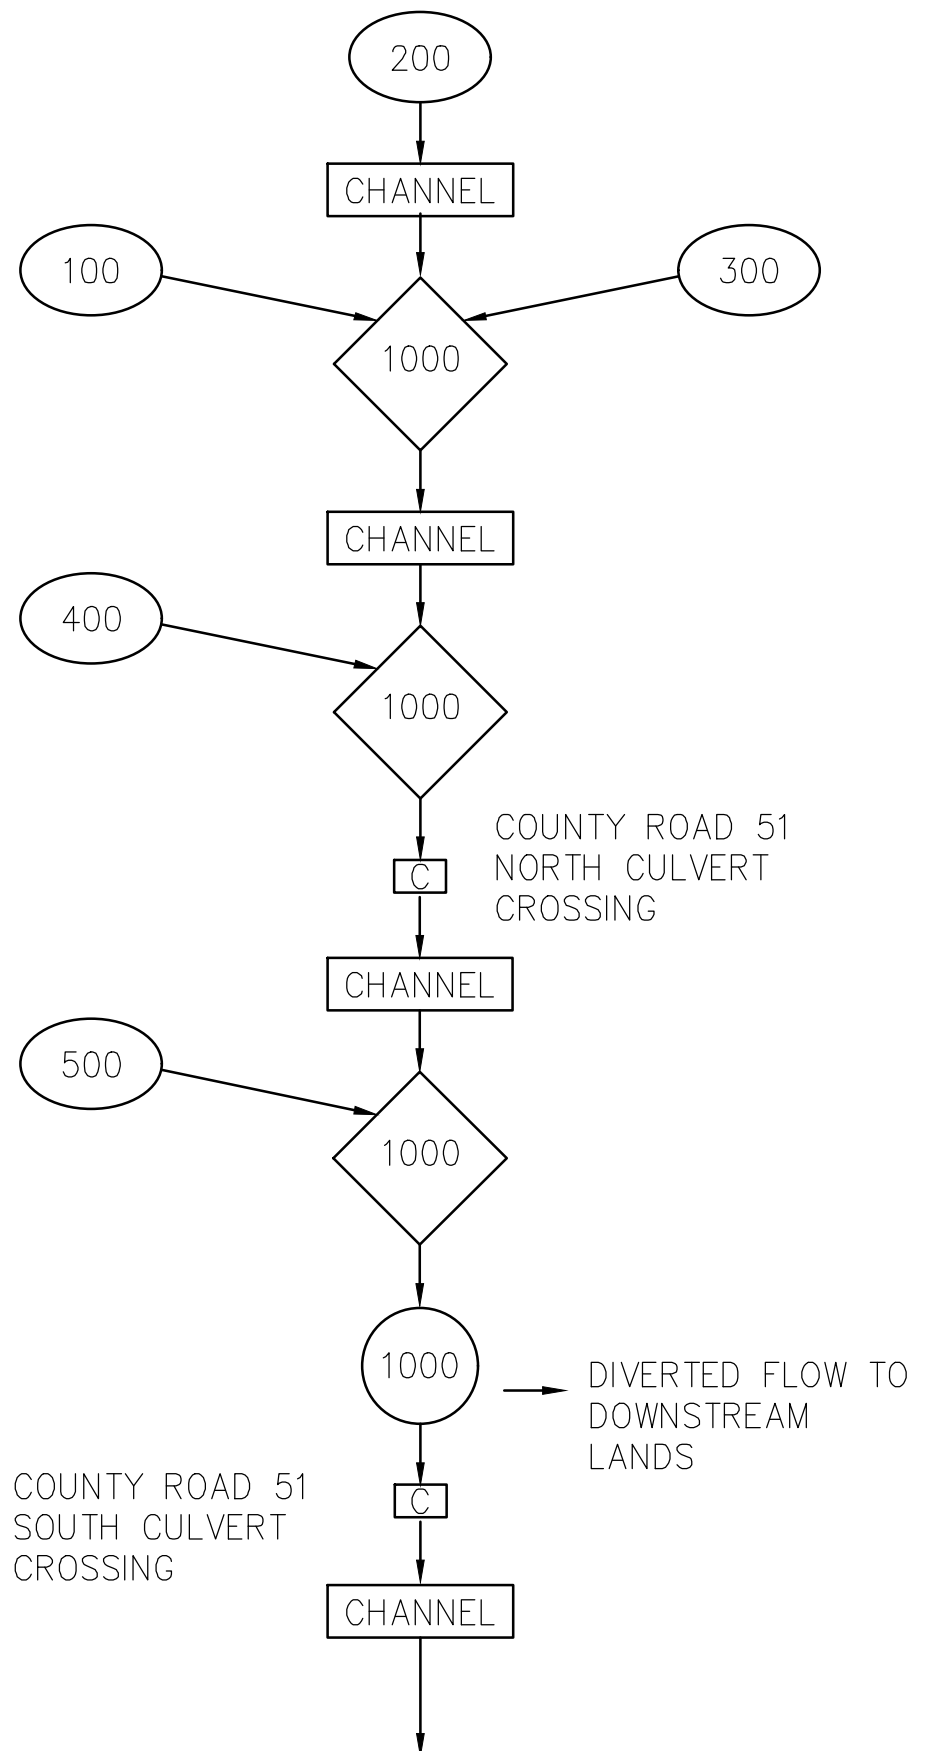 200
CHANNEL
100
300
1000
CHANNEL
400
1000
COUNTY ROAD 51
NORTH CULVERT
CROSSING
C
CHANNEL
500
1000
1000
DIVERTED FLOW TO
DOWNSTREAM
LANDS
COUNTY ROAD 51
SOUTH CULVERT
CROSSING
C
CHANNEL